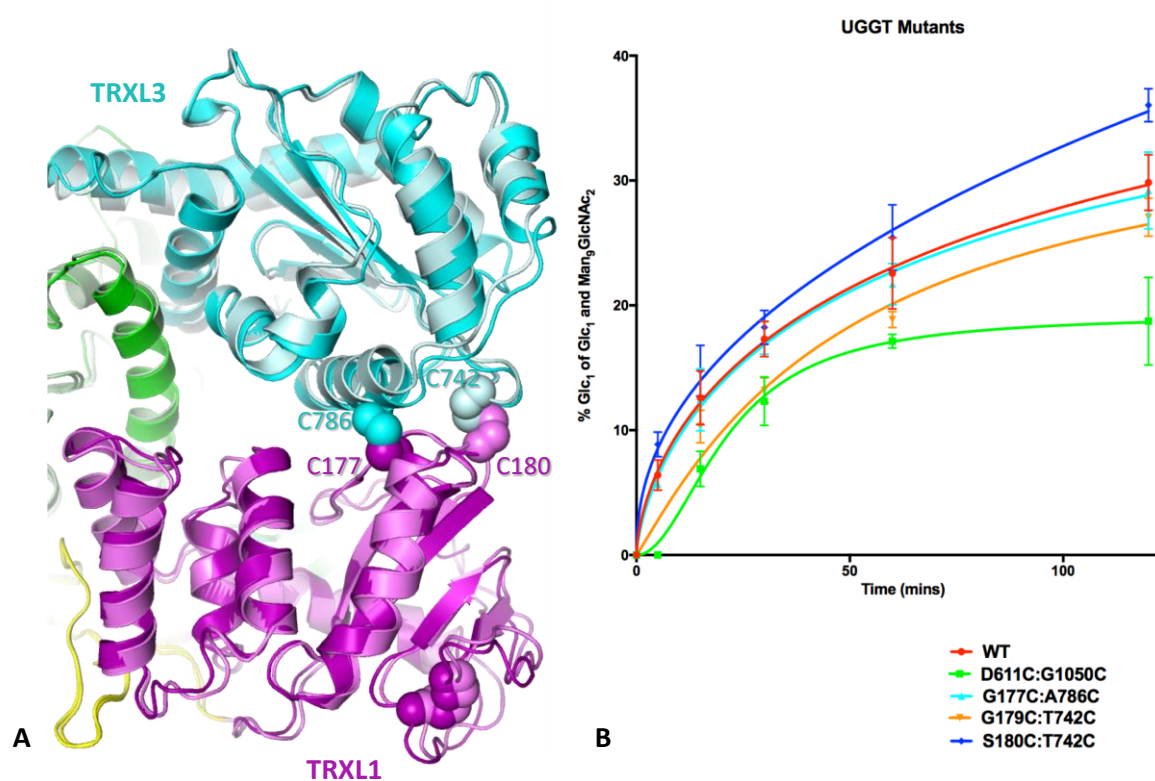 TRXL3
C742
C786
C177
C180
A
TRXL1
UGGT Mutants
40
30
20
10
0
% Glc₁ of Glc₁ and Man₉GlcNAc₂
0
50
100
Time (mins)
WT
D611C:G1050C
G177C:A786C
G179C:T742C
S180C:T742C
B